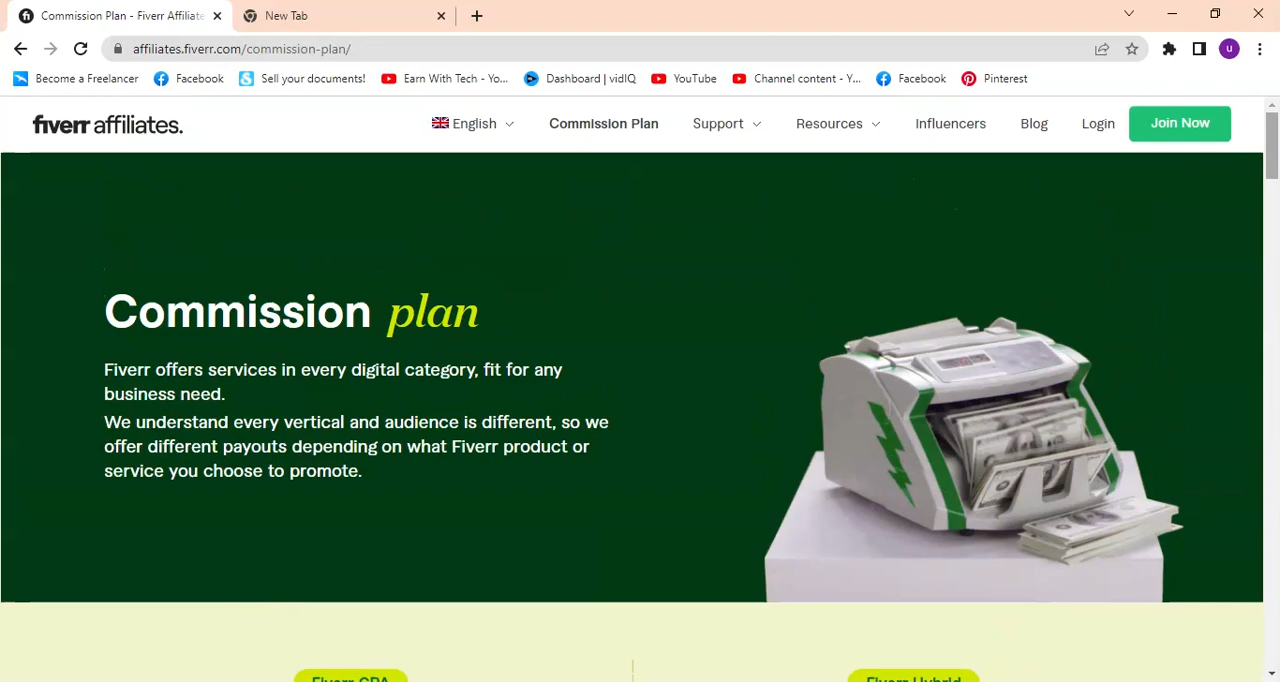 Commission Plan - Fiverr Affiliate
New Tab
affiliates.fiverr.com/commission-plan/
u
Become a Freelancer
Facebook
Sell your documents!
Earn With Tech - Yo...
Dashboard | vidIQ
YouTube
Channel content - Y...
Facebook
Pinterest
fiverr affiliates.
English
Commission Plan
Support
Resources
Influencers
Blog
Login
Join Now
Commission plan
Fiverr offers services in every digital category, fit for any
business need.
We understand every vertical and audience is different, so we
offer different payouts depending on what Fiverr product or
service you choose to promote.
Fiverr CPA
Fiverr Hybrid